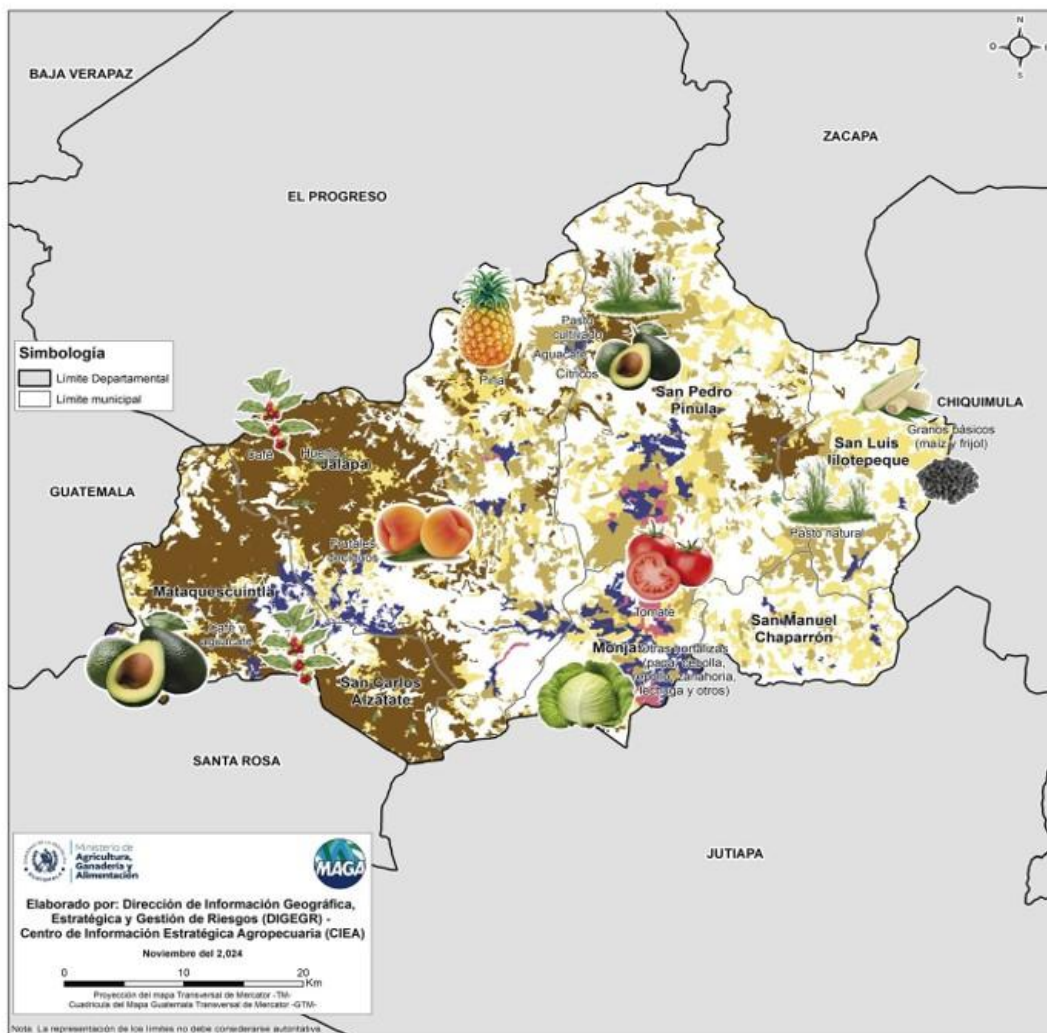 N
O
S
BAJA VERAPAZ
ZACAPA
EL PROGRESO
Simbología
Límite Departamental
Límite municipal
Pasto
cultivado
Aguacate
Cítricos
Piña
San Pedro
Pinula
CHIQUIMULA
Granos básicos
(maíz y frijol)
San Luis
Jilotepeque
Café
Jalapa
GUATEMALA
Pasto natural
Frutales
Mataquescuintla
Café y
aguacate
Tomate
San Manuel
Chaparrón
Monjas
Otras hortalizas
(papa, cebolla,
zanahoria,
lechuga y otros)
San Carlos
Alzatate
SANTA ROSA
JUTIAPA
Ministerio de
Agricultura,
Ganadería y
Alimentación
MAGA
Elaborado por: Dirección de Información Geográfica,
Estratégica y Gestión de Riesgos (DIGEGR) -
Centro de Información Estratégica Agropecuaria (CIEA)
Noviembre del 2,024
0 10 20
Km
Proyección del mapa Transversal de Mercator -TM-
Cuadrícula del Mapa Guatemala Transversal de Mercator -GTM-
Nota: La representación de los límites no debe considerarse autoritativa